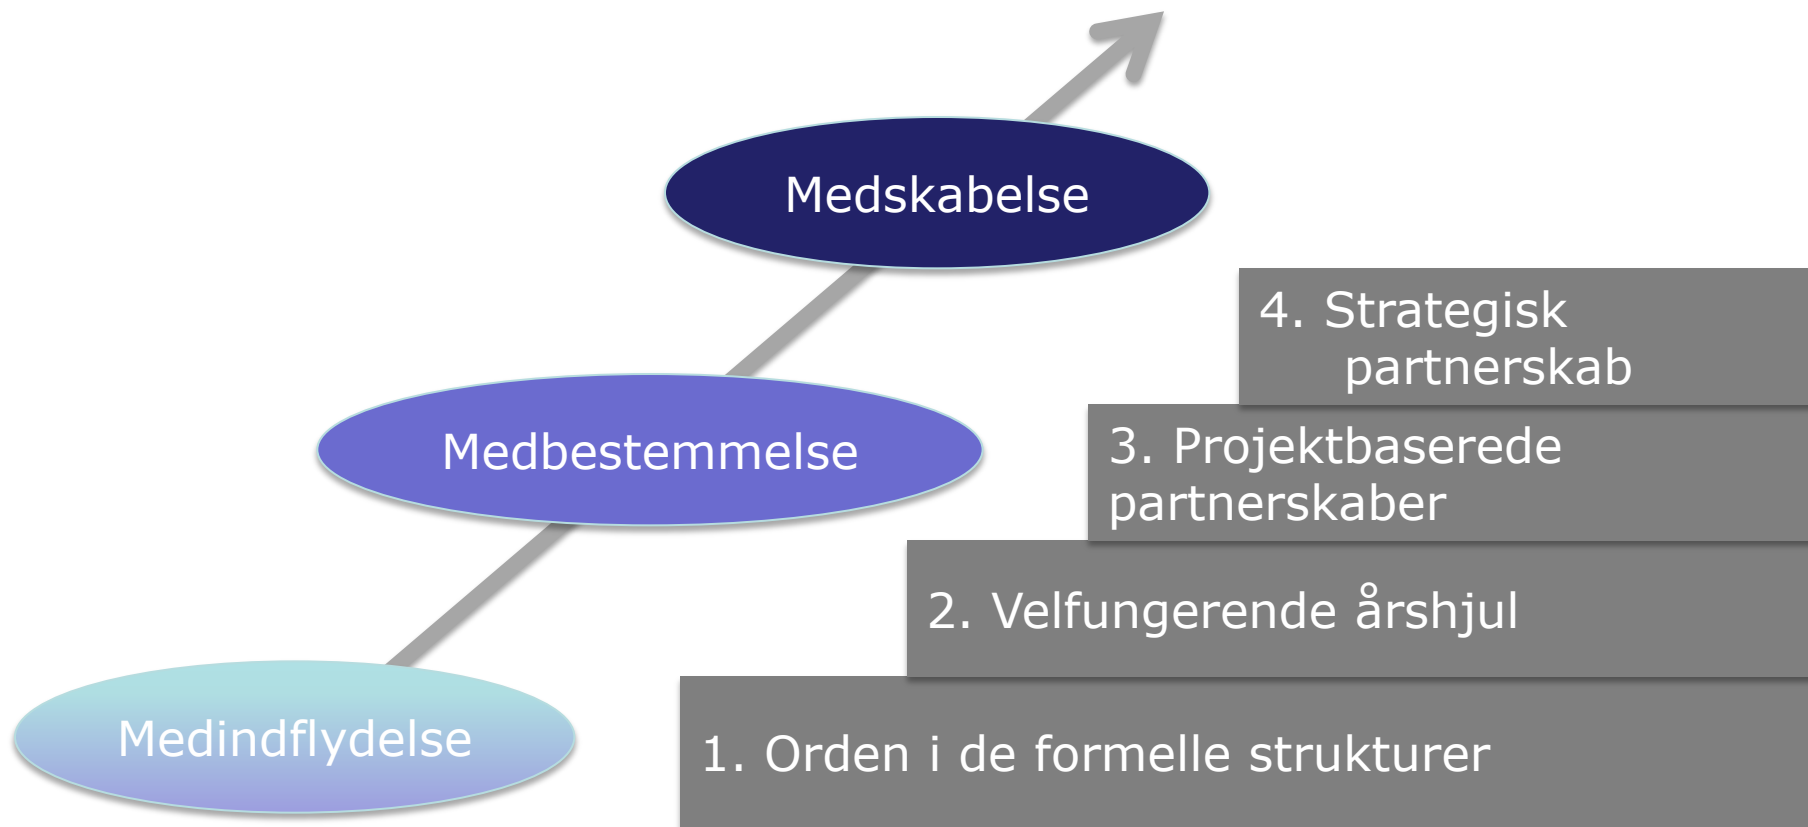 Medskabelse
4. Strategisk
partnerskab
Medbestemmelse
3. Projektbaserede
partnerskaber
2. Velfungerende årshjul
Medindflydelse
1. Orden i de formelle strukturer